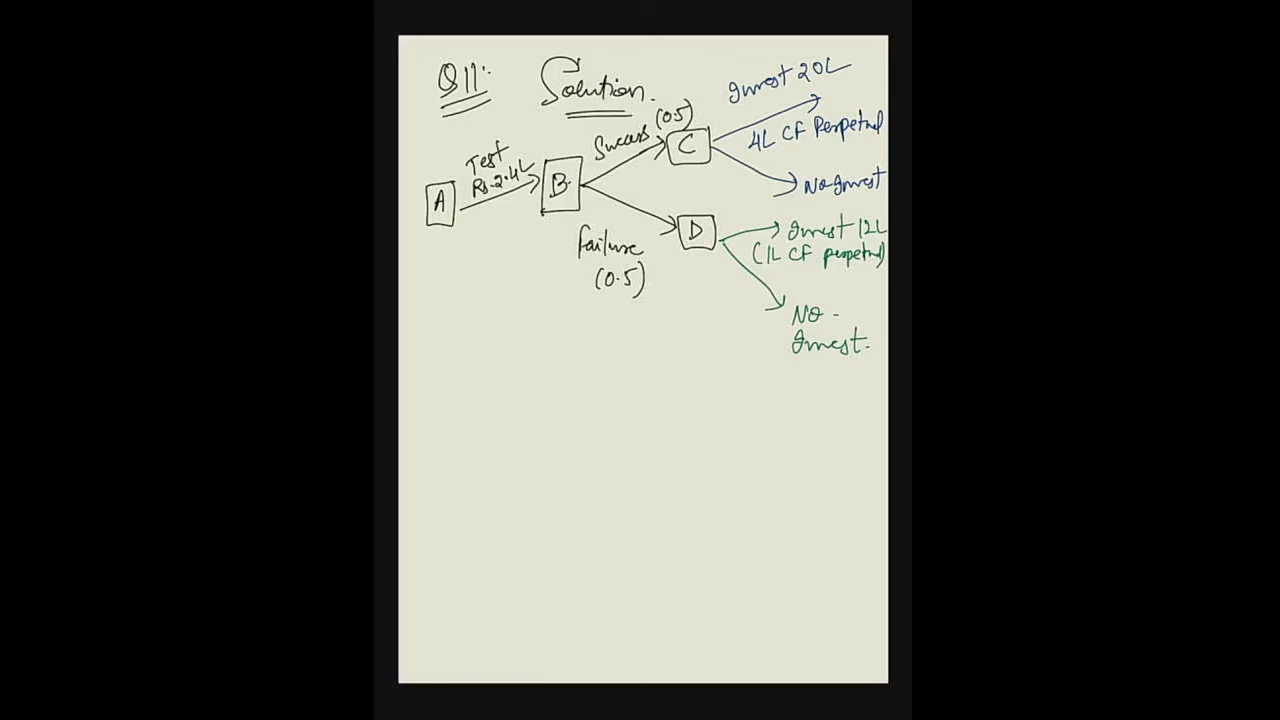 Q11: Solution.
Test
Rs. 2.4L
A
B
Success (0.5)
C
Invest 20L
4L CF Perpetual
No-Invest
Failure
(0.5)
D
Invest 12L
(1L CF perpetual)
No -
Invest.